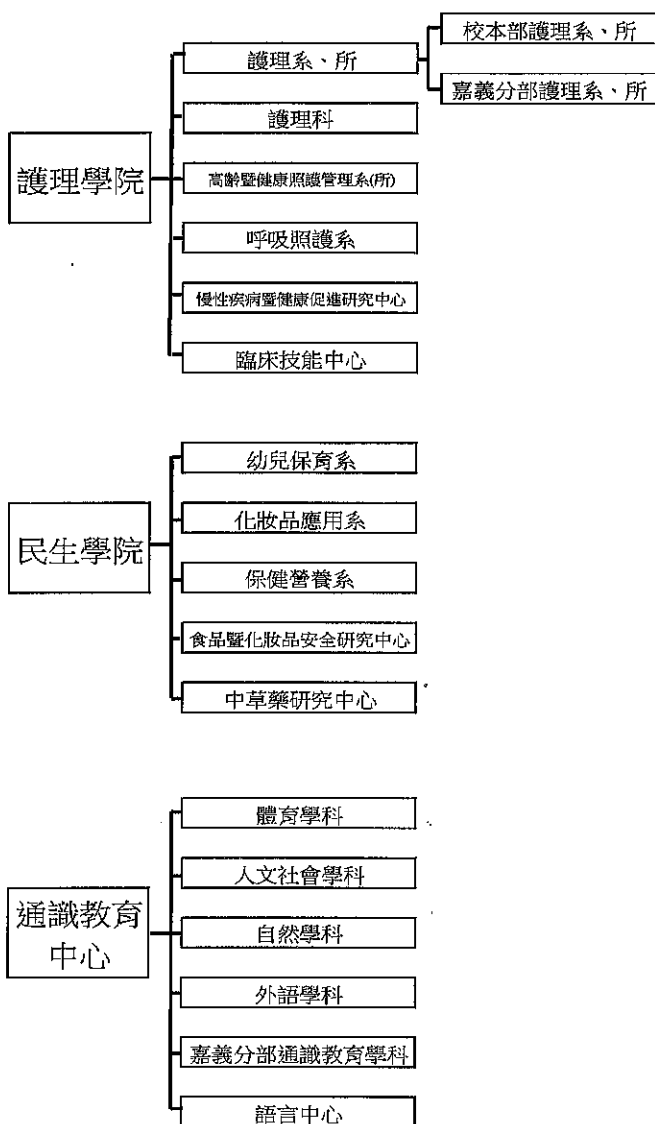 護理學院
護理系、所
校本部護理系、所
嘉義分部護理系、所
護理科
高齡暨健康照護管理系(所)
呼吸照護系
慢性疾病暨健康促進研究中心
臨床技能中心
民生學院
幼兒保育系
化妝品應用系
保健營養系
食品暨化妝品安全研究中心
中草藥研究中心
通識教育
中心
體育學科
人文社會學科
自然學科
外語學科
嘉義分部通識教育學科
語言中心